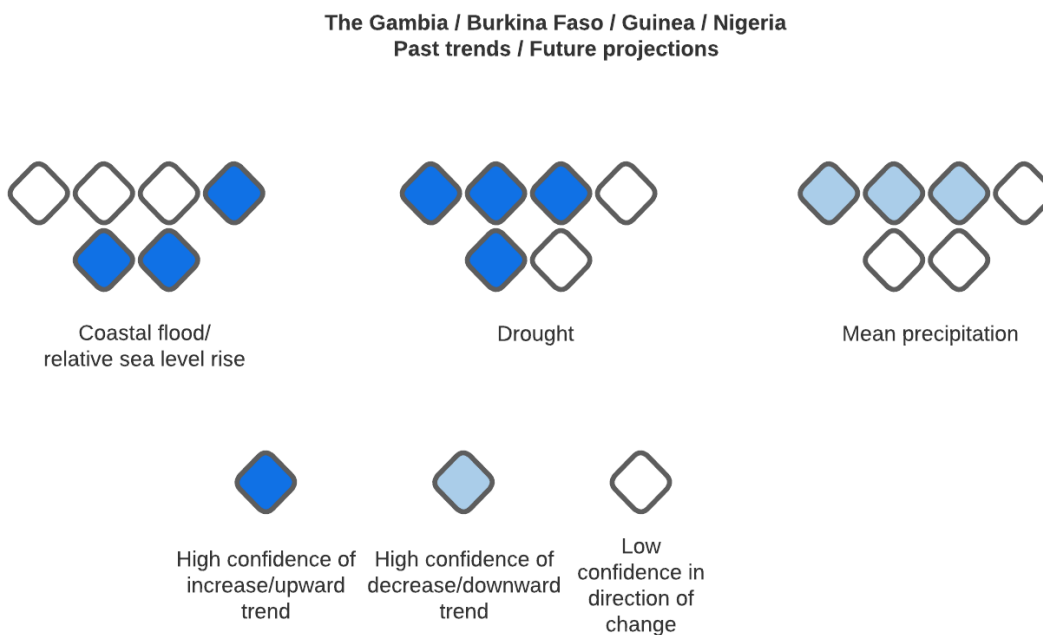 The Gambia / Burkina Faso / Guinea / Nigeria
Past trends / Future projections
Coastal flood/
relative sea level rise
Drought
Mean precipitation
High confidence of
increase/upward
trend
High confidence of
decrease/downward
trend
Low
confidence in
direction of
change